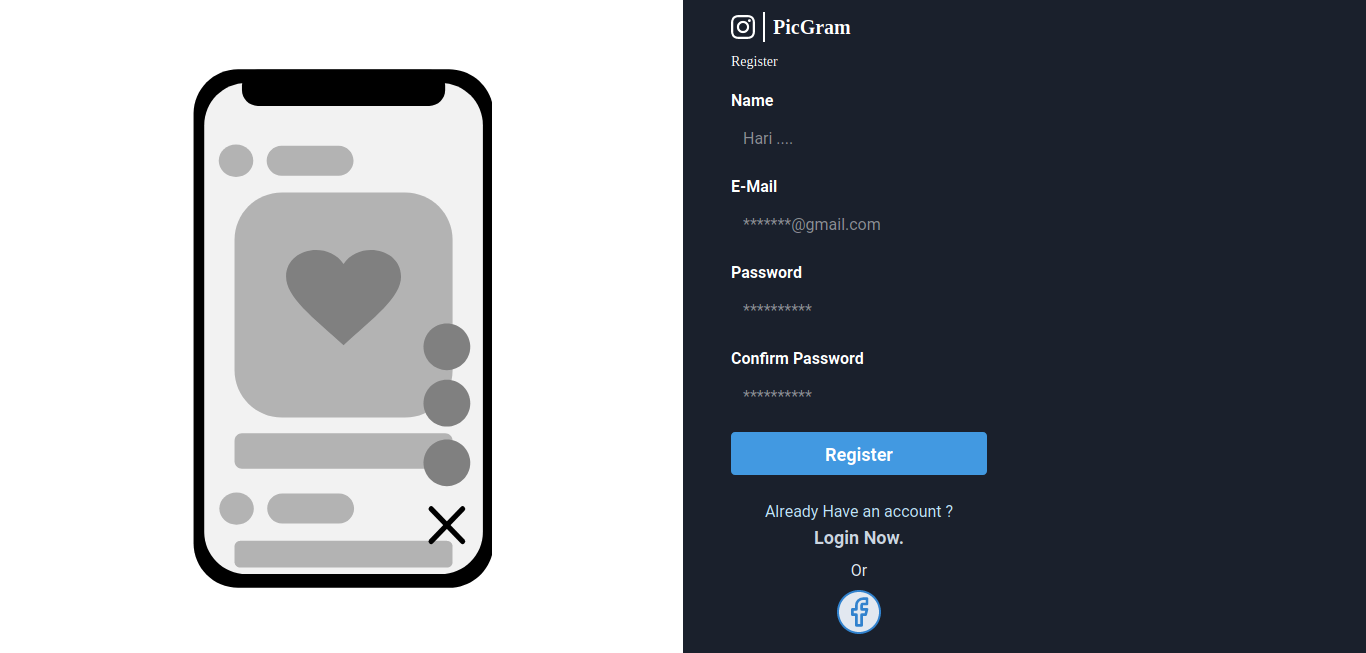 PicGram
Register
Name
Hari ....
E-Mail
*******@gmail.com
Password
**********
Confirm Password
**********
Register
Already Have an account ?
Login Now.
Or